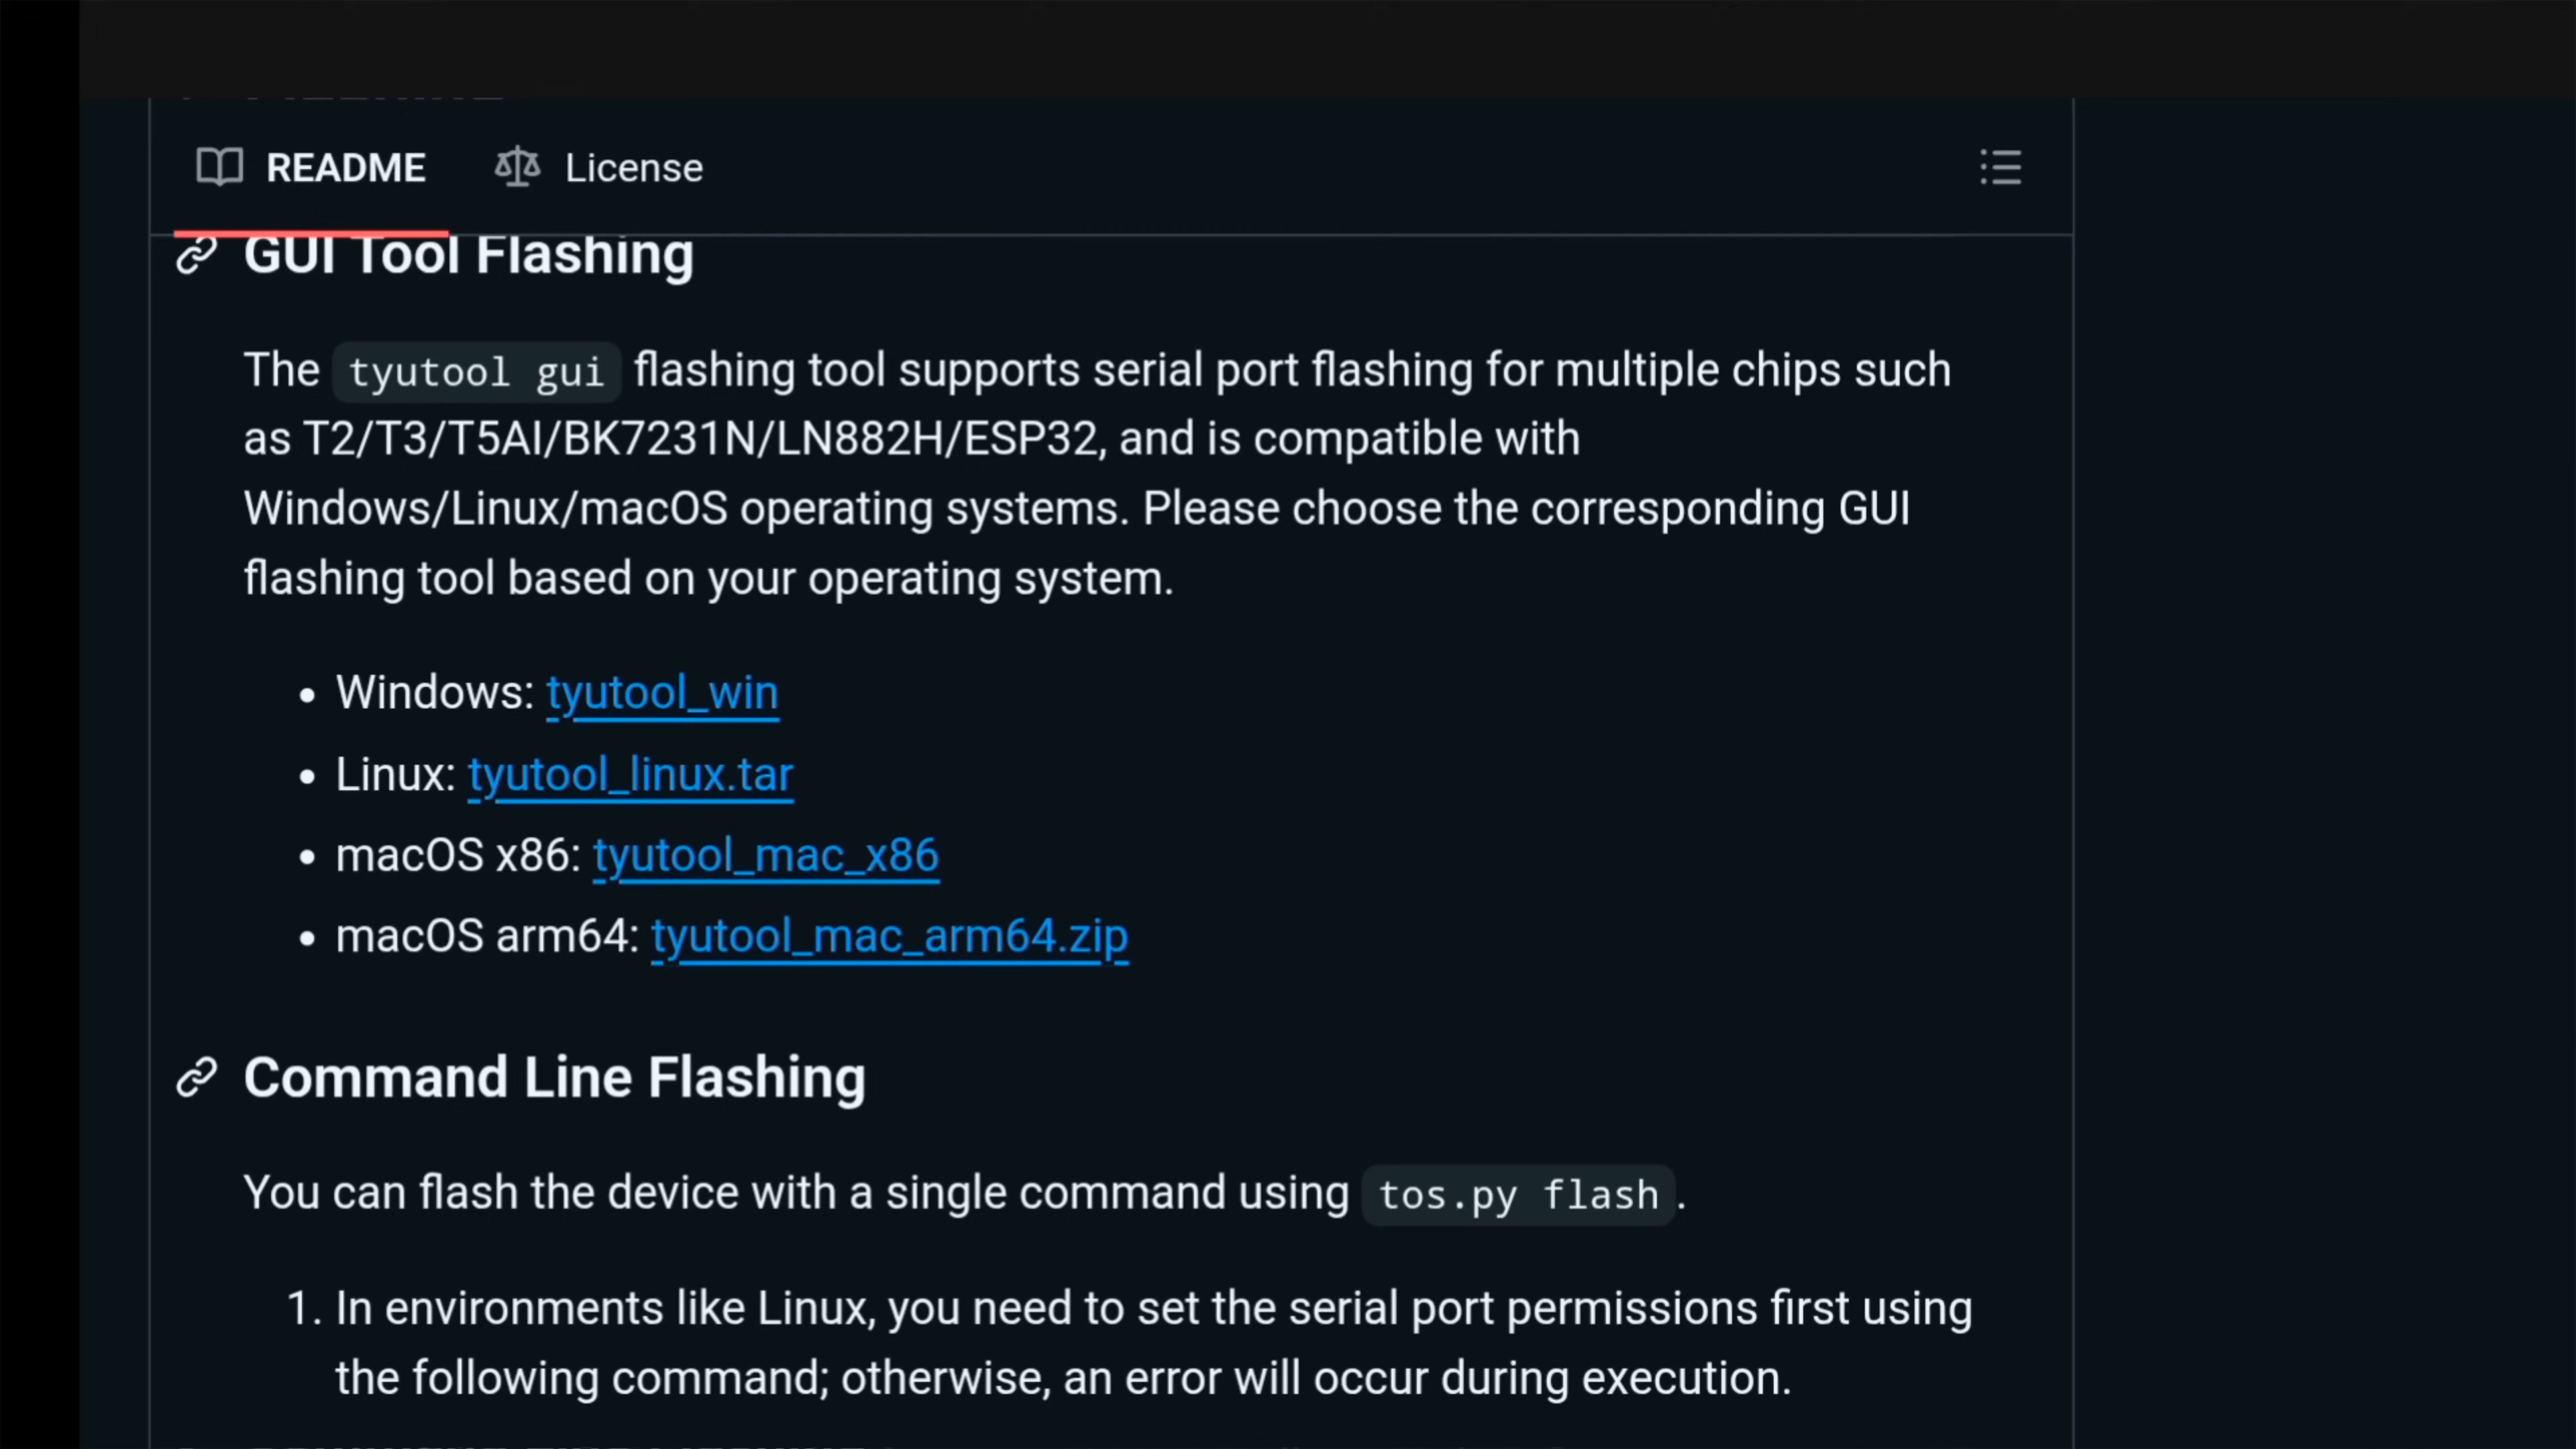 README License
GUI Tool Flashing
The tyutool gui flashing tool supports serial port flashing for multiple chips such
as T2/T3/T5AI/BK7231N/LN882H/ESP32, and is compatible with
Windows/Linux/macOS operating systems. Please choose the corresponding GUI
flashing tool based on your operating system.
• Windows: tyutool_win
• Linux: tyutool_linux.tar
• macOS x86: tyutool_mac_x86
• macOS arm64: tyutool_mac_arm64.zip
Command Line Flashing
You can flash the device with a single command using tos.py flash.
1. In environments like Linux, you need to set the serial port permissions first using
the following command; otherwise, an error will occur during execution.